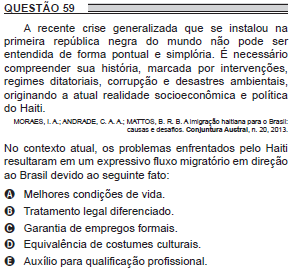 QUESTÃO 59
A recente crise generalizada que se instalou na
primeira república negra do mundo não pode ser
entendida de forma pontual e simplória. É necessário
compreender sua história, marcada por intervenções,
regimes ditatoriais, corrupção e desastres ambientais,
originando a atual realidade socioeconômica e política
do Haiti.
MORAES, I. A.; ANDRADE, C. A. A.; MATTOS, B. R. B. A imigração haitiana para o Brasil:
causas e desafios. Conjuntura Austral, n. 20, 2013.
No contexto atual, os problemas enfrentados pelo Haiti
resultaram em um expressivo fluxo migratório em direção
ao Brasil devido ao seguinte fato:
A Melhores condições de vida.
B Tratamento legal diferenciado.
C Garantia de empregos formais.
D Equivalência de costumes culturais.
E Auxílio para qualificação profissional.